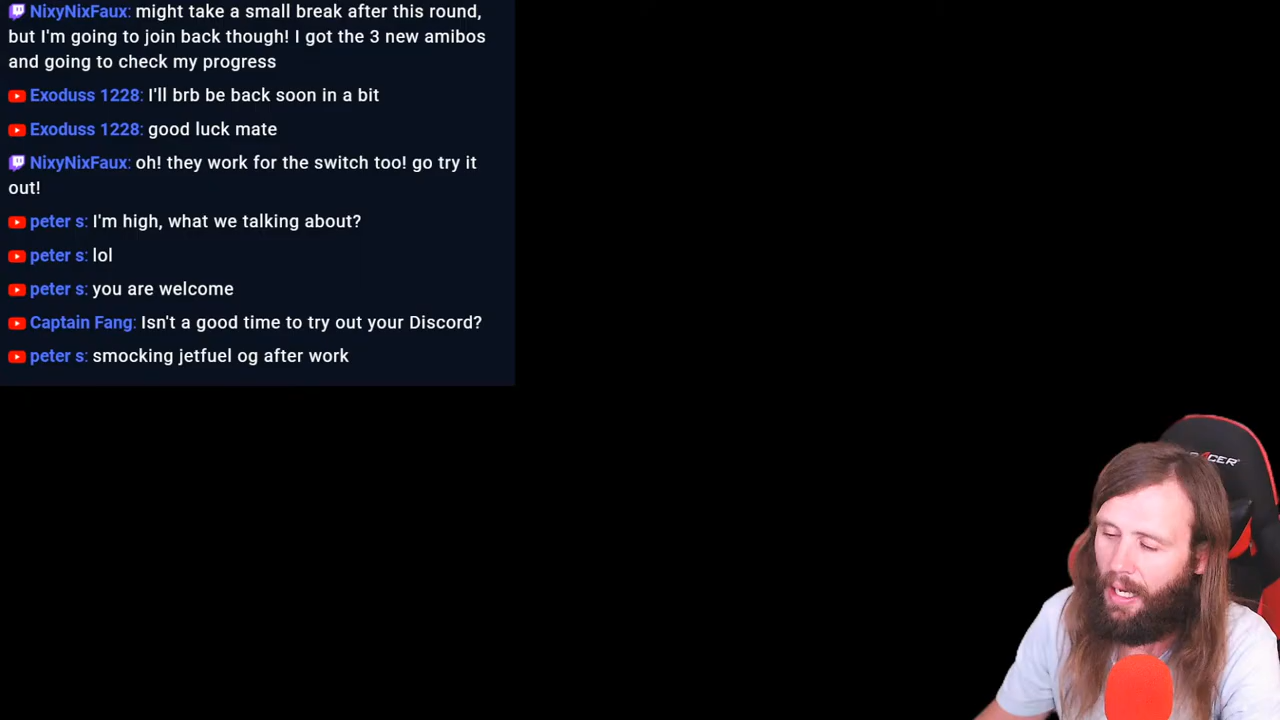 NixyNixFaux: might take a small break after this round,
but I'm going to join back though! I got the 3 new amibos
and going to check my progress
Exoduss 1228: I'll brb be back soon in a bit
Exoduss 1228: good luck mate
NixyNixFaux: oh! they work for the switch too! go try it
out!
peter s: I'm high, what we talking about?
peter s: lol
peter s: you are welcome
Captain Fang: Isn't a good time to try out your Discord?
peter s: smocking jetfuel og after work